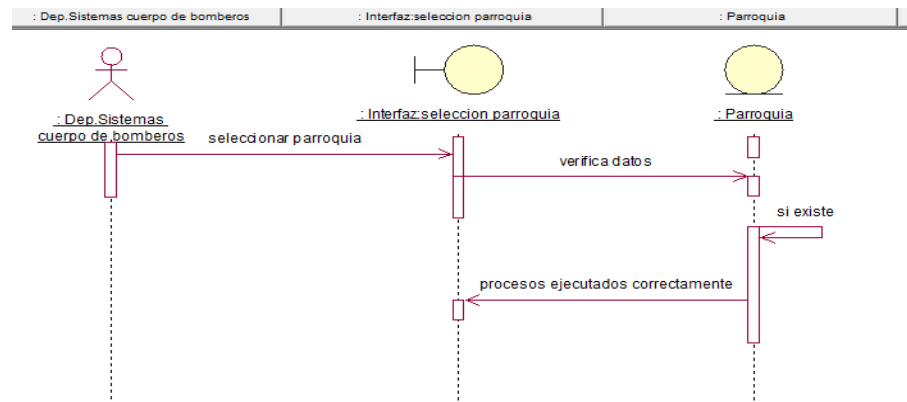 : Dep.Sistemas cuerpo de bomberos
: Interfaz:seleccion parroquia
: Parroquia
: Dep.Sistemas
cuerpo de bomberos
: Interfaz:seleccion parroquia
: Parroquia
seleccionar parroquia
verifica datos
si existe
procesos ejecutados correctamente